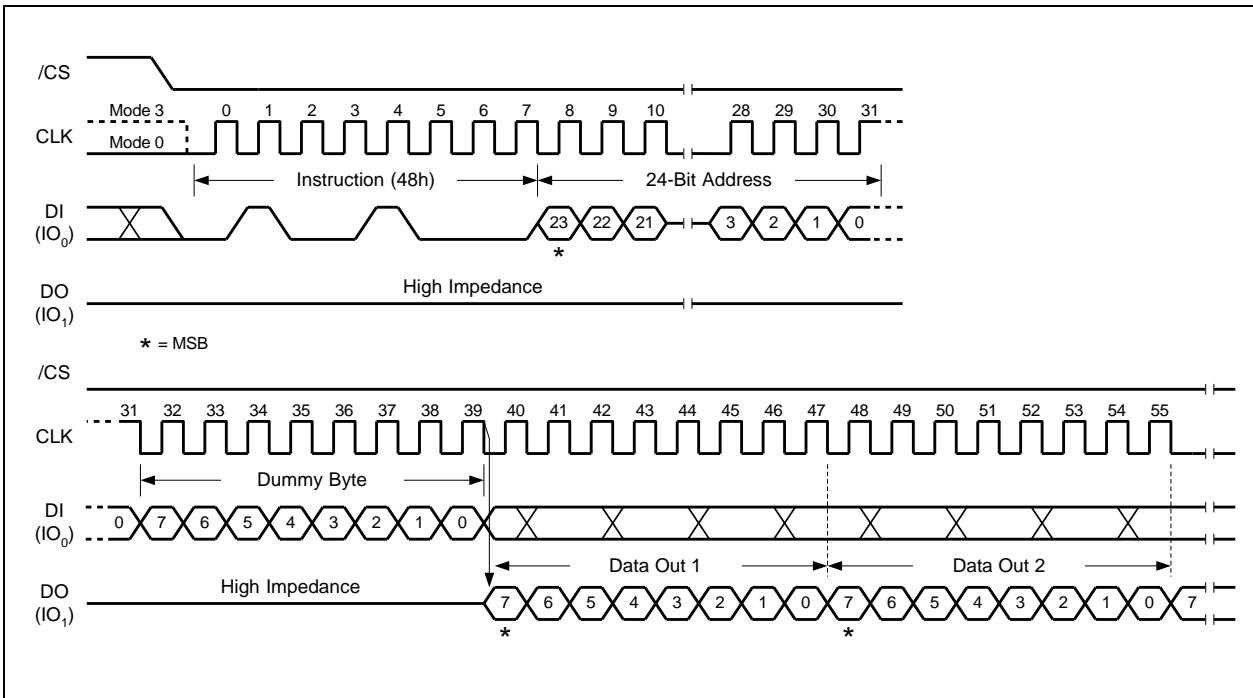 /CS
Mode 3 0 1 2 3 4 5 6 7 8 9 10 28 29 30 31
CLK
Mode 0
Instruction (48h) 24-Bit Address
DI
(IO0) 23 22 21 3 2 1 0
*
High Impedance
DO
(IO1)
* = MSB
/CS
31 32 33 34 35 36 37 38 39 40 41 42 43 44 45 46 47 48 49 50 51 52 53 54 55
CLK
Dummy Byte
DI
(IO0) 0 7 6 5 4 3 2 1 0
Data Out 1 Data Out 2
High Impedance
DO
(IO1) 7 6 5 4 3 2 1 0 7 6 5 4 3 2 1 0 7
* *